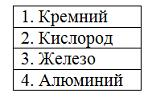 1. Кремний
2. Кислород
3. Железо
4. Алюминий